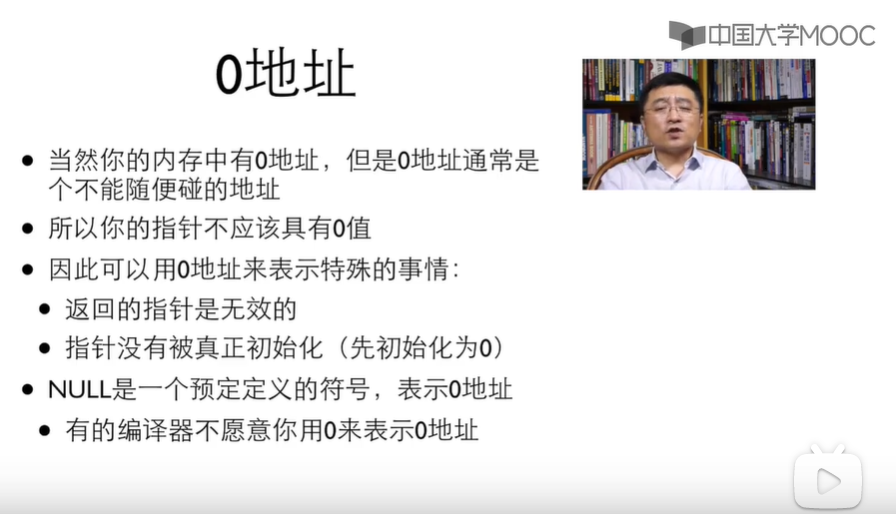 中国大学MOOC
0地址
当然你的内存中有0地址，但是0地址通常是
个不能随便碰的地址
所以你的指针不应该具有0值
因此可以用0地址来表示特殊的事情：
返回的指针是无效的
指针没有被真正初始化（先初始化为0）
NULL是一个预定定义的符号，表示0地址
有的编译器不愿意你用0来表示0地址